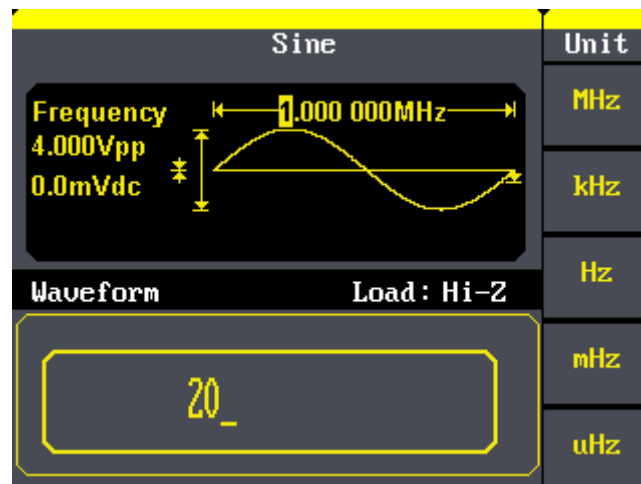 Sine
Unit
Frequency 1.000 000MHz
4.000Vpp
0.0mVdc
Waveform Load: Hi-Z
20_
MHz
kHz
Hz
mHz
uHz